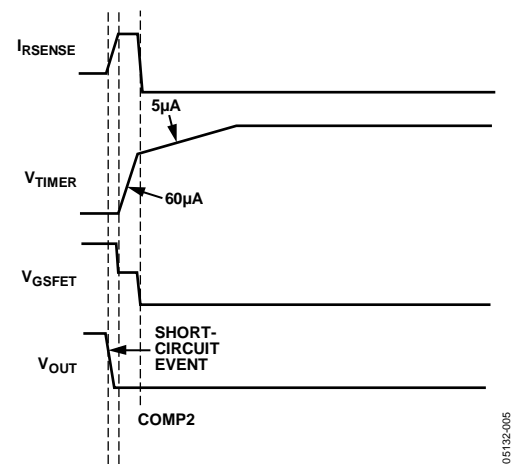 IRSENSE
5µA
VTIMER
60µA
VGSFET
SHORT-
CIRCUIT
EVENT
VOUT
COMP2
05132-005